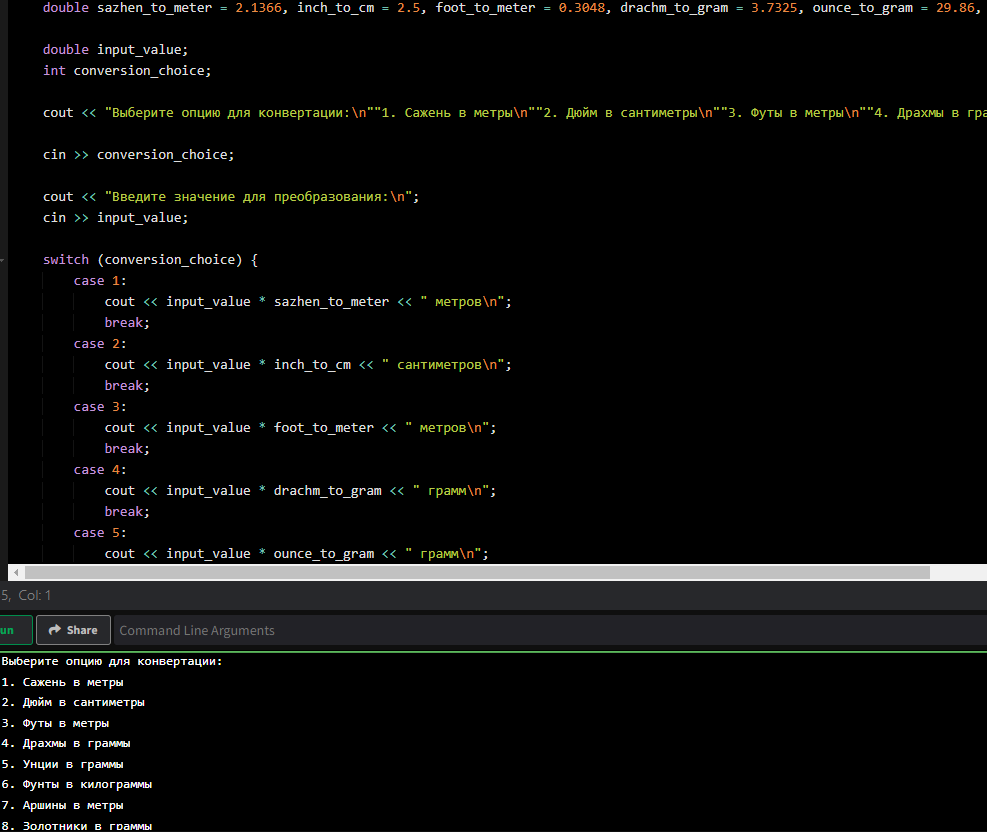 double sazhen_to_meter = 2.1366, inch_to_cm = 2.5, foot_to_meter = 0.3048, drachm_to_gram = 3.7325, ounce_to_gram = 29.86,
double input_value;
int conversion_choice;
cout << "Выберите опцию для конвертации:\n""1. Сажень в метры\n""2. Дюйм в сантиметры\n""3. Футы в метры\n""4. Драхмы в гра
cin >> conversion_choice;
cout << "Введите значение для преобразования:\n";
cin >> input_value;
switch (conversion_choice) {
case 1:
cout << input_value * sazhen_to_meter << " метров\n";
break;
case 2:
cout << input_value * inch_to_cm << " сантиметров\n";
break;
case 3:
cout << input_value * foot_to_meter << " метров\n";
break;
case 4:
cout << input_value * drachm_to_gram << " грамм\n";
break;
case 5:
cout << input_value * ounce_to_gram << " грамм\n";
5, Col: 1
un Share Command Line Arguments
Выберите опцию для конвертации:
1. Сажень в метры
2. Дюйм в сантиметры
3. Футы в метры
4. Драхмы в граммы
5. Унции в граммы
6. Фунты в килограммы
7. Аршины в метры
8. Золотники в граммы